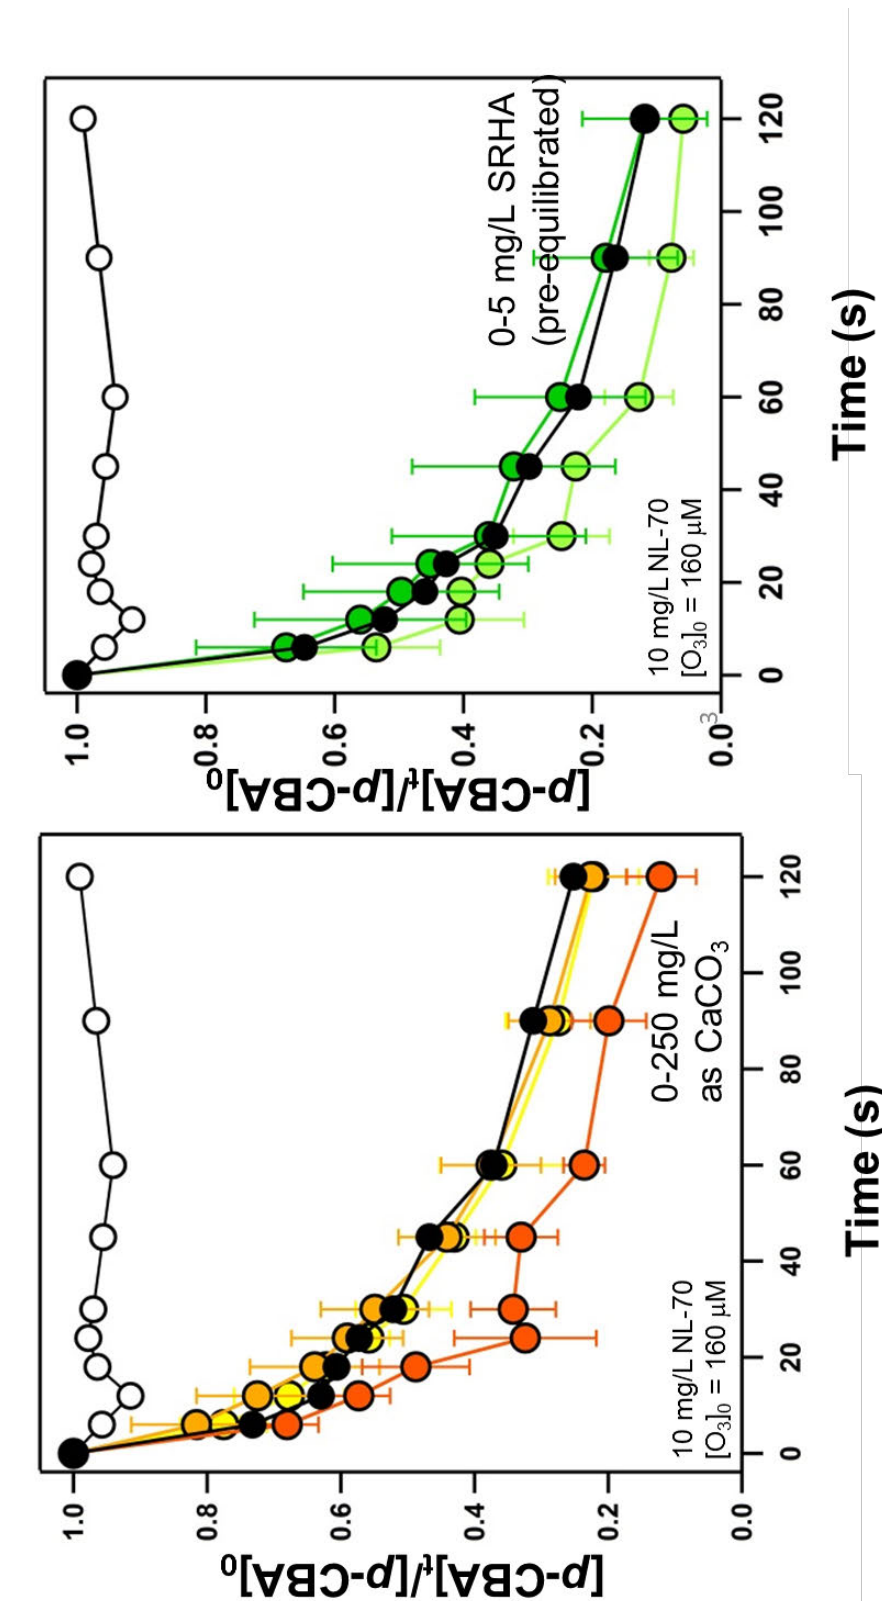 [p-CBA]t/[p-CBA]0
1.0
0.8
0.6
0.4
0.2
0.0
0
20
40
60
80
100
120
Time (s)
10 mg/L NL-70
[O3]0 = 160 μM
0-250 mg/L
as CaCO3
[p-CBA]t/[p-CBA]0
1.0
0.8
0.6
0.4
0.2
0.0
3
0
20
40
60
80
100
120
Time (s)
10 mg/L NL-70
[O3]0 = 160 μM
0-5 mg/L SRHA
(pre-equilibrated)